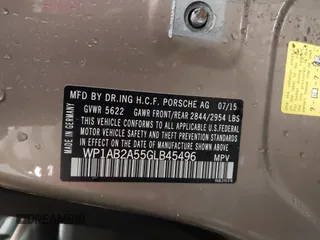 MFD BY DR.ING H.C.F. PORSCHE AG 07/15
GVWR 5622 GAWR FRONT/REAR 2844/2954 LBS
THIS VEHICLE CONFORMS TO ALL APPLICABLE U.S.FEDERAL
MOTOR VEHICLE SAFETY, BUMPER AND THEFT PREVENTION
STANDARDS IN EFFECT ON THE DATE OF MANUFACTURE
SHOWN ABOVE
WP1AB2A55GLB45496 MPV
MADE IN GERMANY